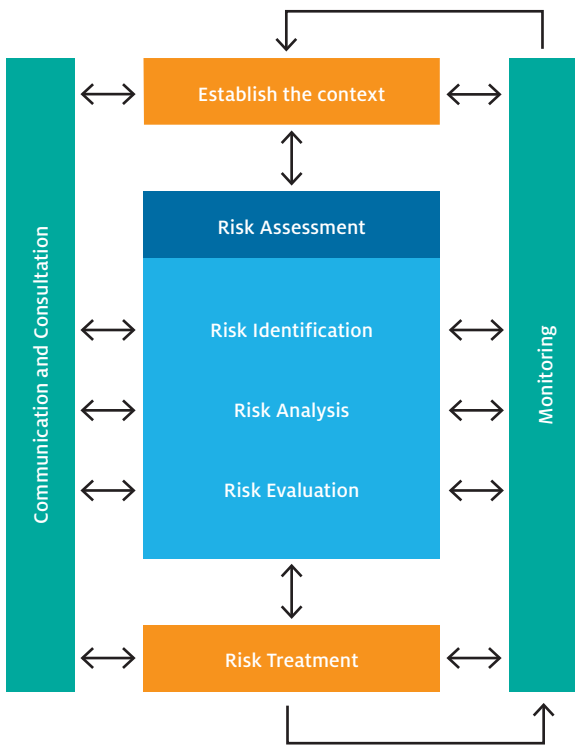 Establish the context
Communication and Consultation
Risk Assessment
Risk Identification
Risk Analysis
Risk Evaluation
Monitoring
Risk Treatment